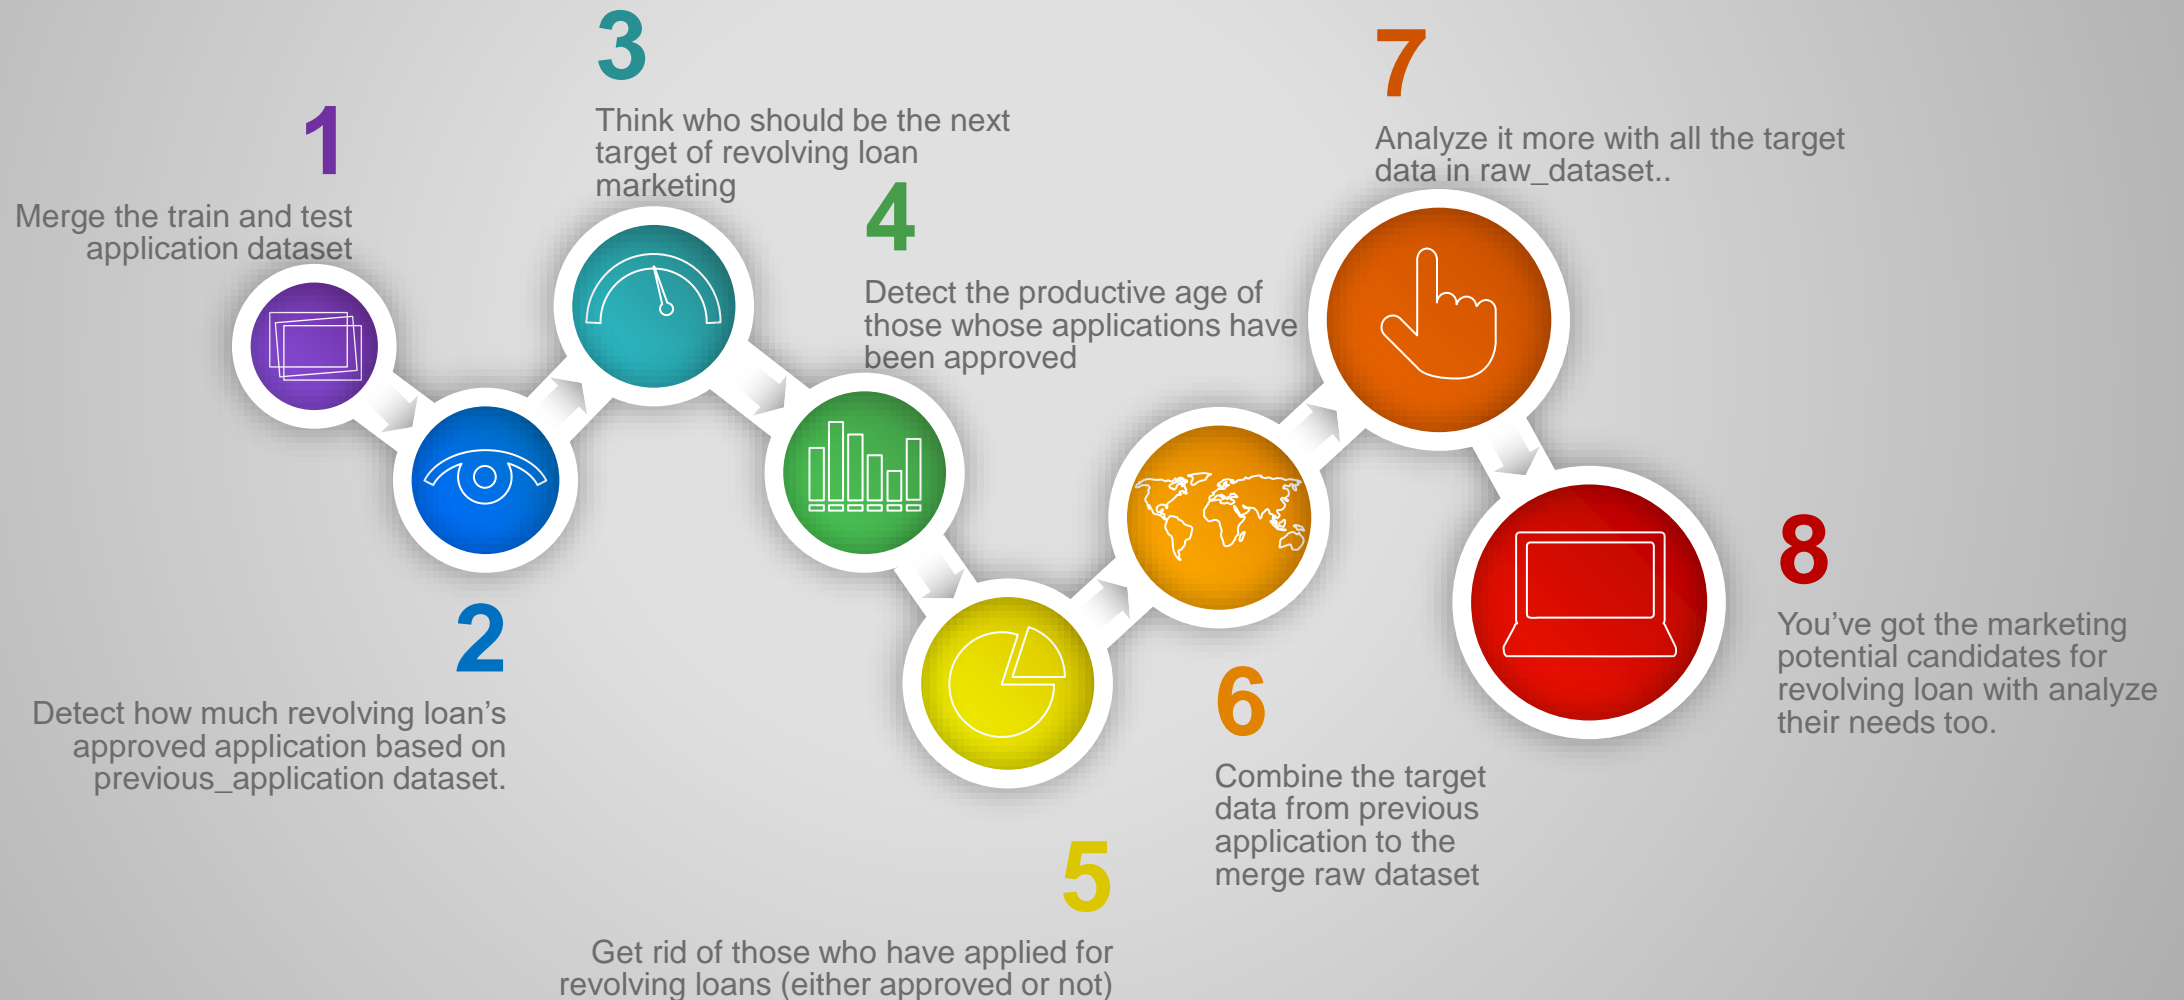 1
Merge the train and test
application dataset
2
Detect how much revolving loan’s
approved application based on
previous_application dataset.
3
Think who should be the next
target of revolving loan
marketing
4
Detect the productive age of
those whose applications have
been approved
5
Get rid of those who have applied for
revolving loans (either approved or not)
6
Combine the target
data from previous
application to the
merge raw dataset
7
Analyze it more with all the target
data in raw_dataset..
8
You’ve got the marketing
potential candidates for
revolving loan with analyze
their needs too.